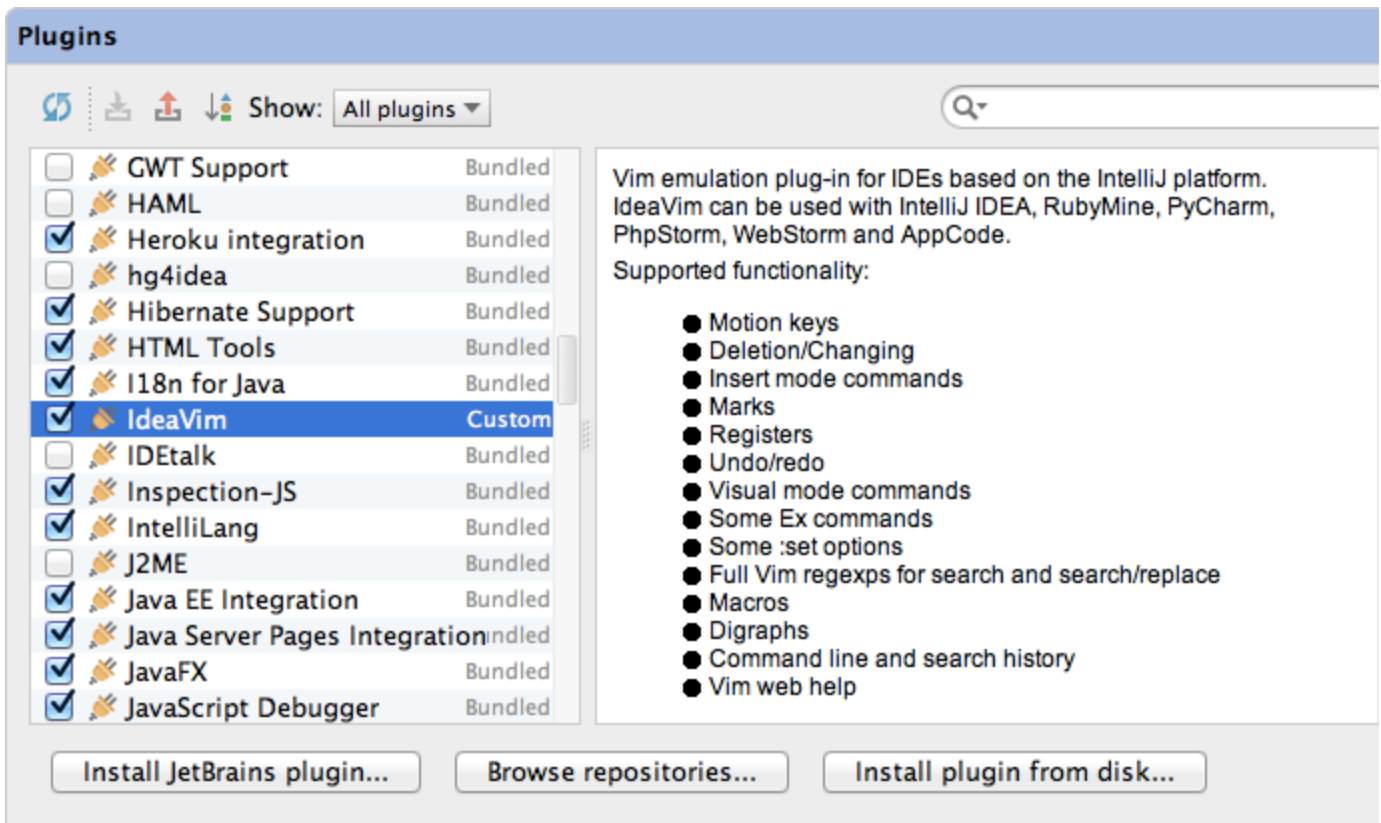 Plugins
Show: All plugins
GWT Support Bundled
HAML Bundled
Heroku integration Bundled
hg4idea Bundled
Hibernate Support Bundled
HTML Tools Bundled
I18n for Java Bundled
IdeaVim Custom
IDEtalk Bundled
Inspection-JS Bundled
IntelliLang Bundled
J2ME Bundled
Java EE Integration Bundled
Java Server Pages Integration ndled
JavaFX Bundled
JavaScript Debugger Bundled
Vim emulation plug-in for IDEs based on the IntelliJ platform.
IdeaVim can be used with IntelliJ IDEA, RubyMine, PyCharm,
PhpStorm, WebStorm and AppCode.
Supported functionality:
● Motion keys
● Deletion/Changing
● Insert mode commands
● Marks
● Registers
● Undo/redo
● Visual mode commands
● Some Ex commands
● Some :set options
● Full Vim regexps for search and search/replace
● Macros
● Digraphs
● Command line and search history
● Vim web help
Install JetBrains plugin... Browse repositories... Install plugin from disk...